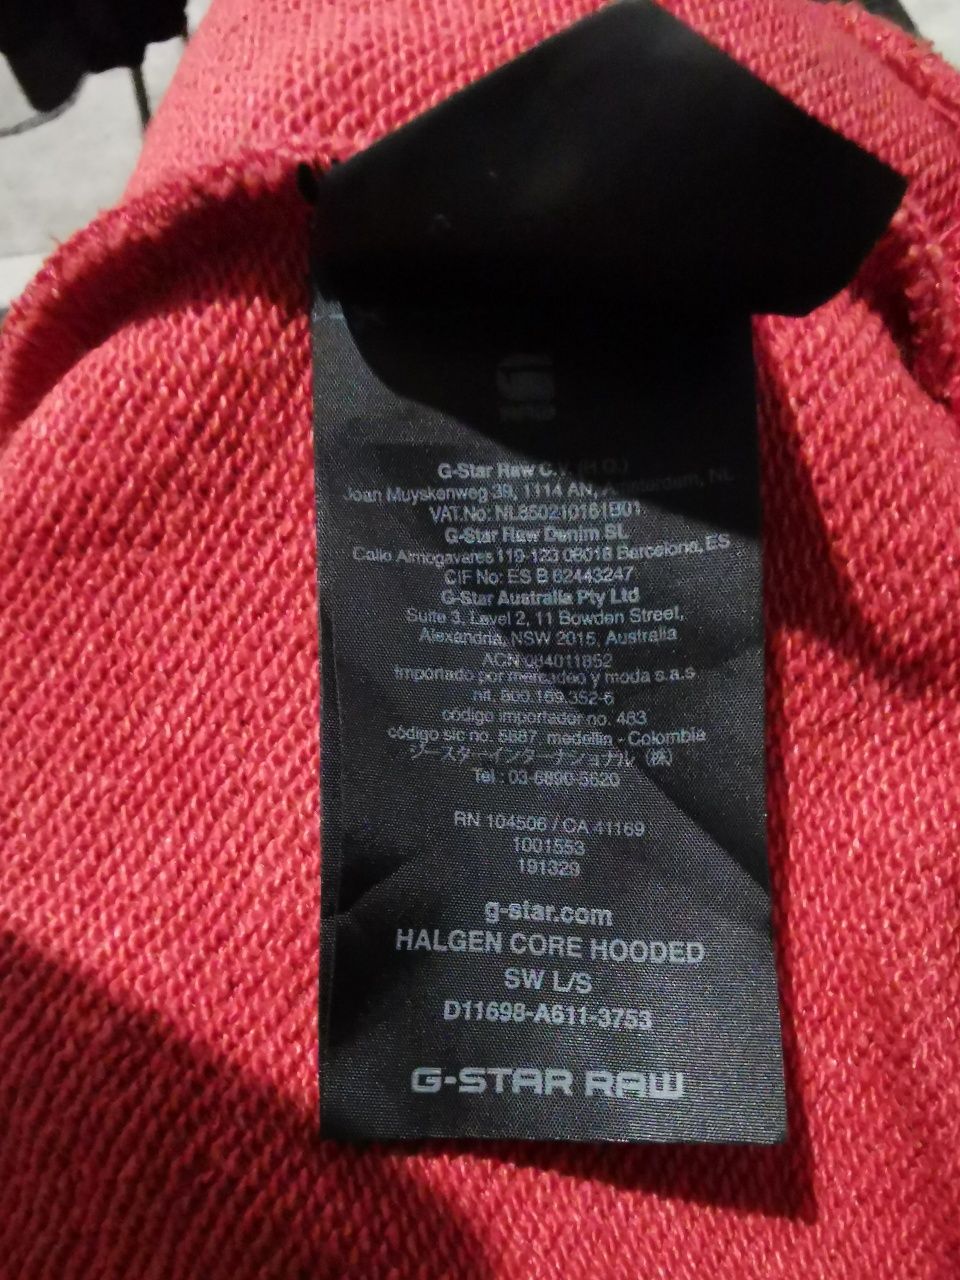 G-Star Raw C.V. (H.O.)
Joan Muyskenweg 39, 1114 AN, Amsterdam, NL
VAT.No: NL850210161B01
G-Star Raw Denim SL
Calle Almogavares 119-123 08018 Barcelona, ES
CIF No: ES B 62443247
G-Star Australia Pty Ltd
Suite 3, Level 2, 11 Bowden Street,
Alexandria, NSW 2015, Australia
ACN 084011852
importado por mercadeo y moda s.a.s
nit. 800.169.352-6
código importador no. 463
código sic no. 5887 medellin - Colombia
ジースターインターナショナル (株)
Tel : 03-6890-5620
RN 104506 / CA 41169
1001553
191329
g-star.com
HALGEN CORE HOODED
SW L/S
D11698-A611-3753
G-STAR RAW